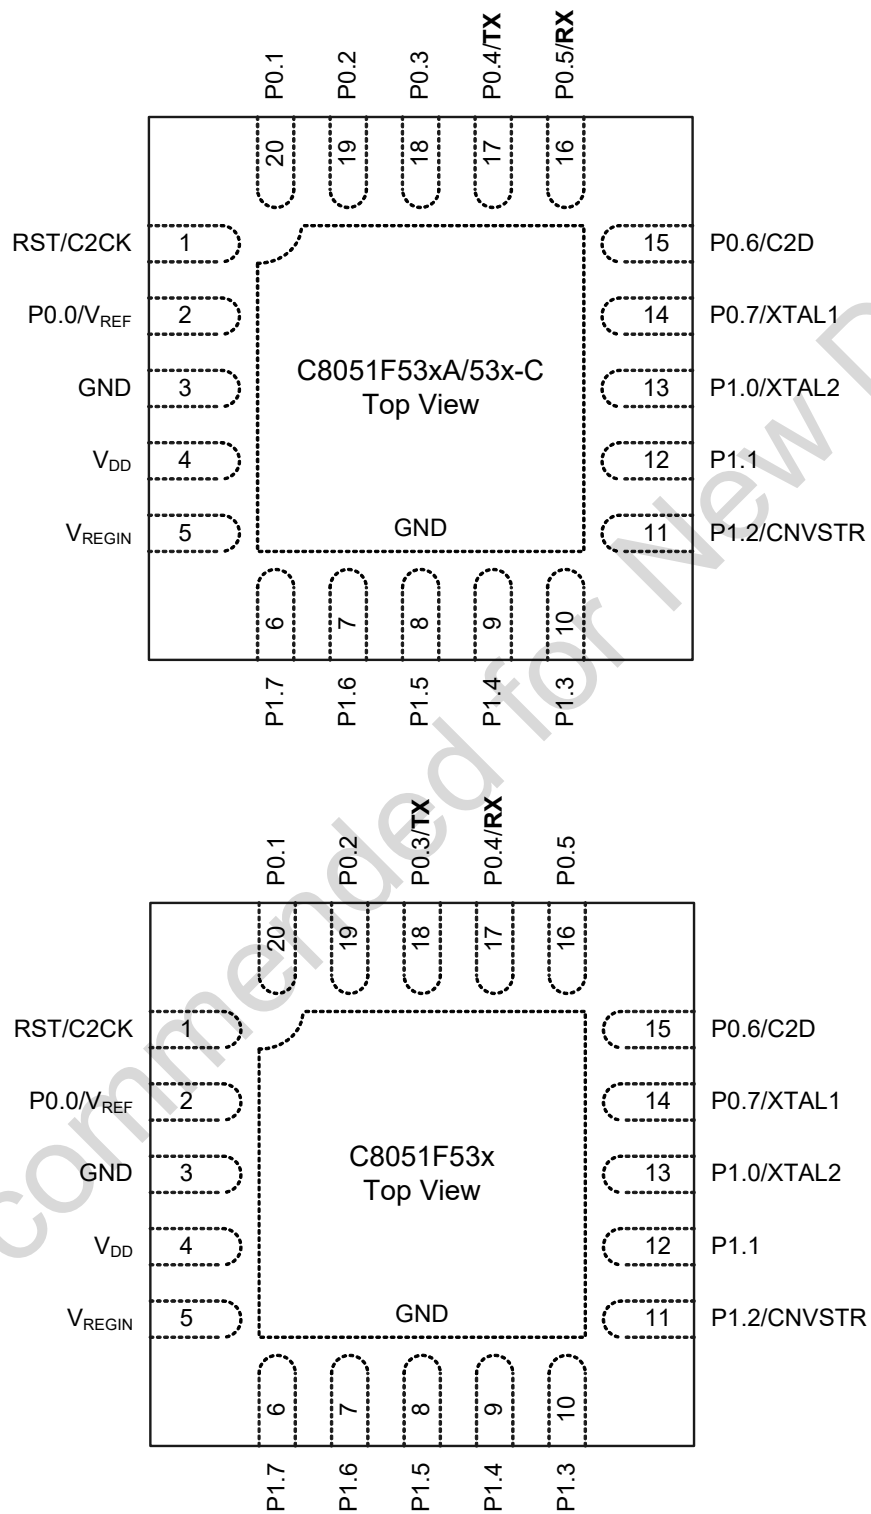 P0.1
P0.2
P0.3
P0.4/TX
P0.5/RX
20
19
18
17
16
RST/C2CK
1
15
P0.6/C2D
P0.0/VREF
2
14
P0.7/XTAL1
GND
3
13
P1.0/XTAL2
VDD
4
12
P1.1
VREGIN
5
11
P1.2/CNVSTR
C8051F53xA/53x-C
Top View
GND
6
7
8
9
10
P1.7
P1.6
P1.5
P1.4
P1.3
P0.1
P0.2
P0.3/TX
P0.4/RX
P0.5
20
19
18
17
16
RST/C2CK
1
15
P0.6/C2D
P0.0/VREF
2
14
P0.7/XTAL1
GND
3
13
P1.0/XTAL2
VDD
4
12
P1.1
VREGIN
5
11
P1.2/CNVSTR
C8051F53x
Top View
GND
6
7
8
9
10
P1.7
P1.6
P1.5
P1.4
P1.3
commended for New D